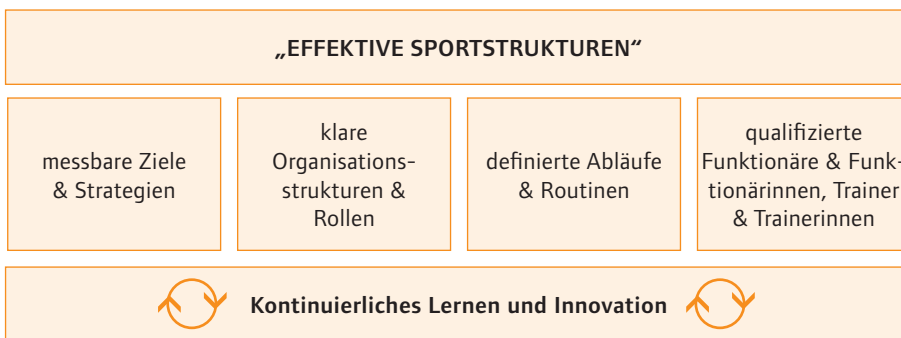 „EFFEKTIVE SPORTSTRUKTUREN“
messbare Ziele
& Strategien
klare
Organisations-
strukturen &
Rollen
definierte Abläufe
& Routinen
qualifizierte
Funktionäre & Funk-
tionärinnen, Trainer
& Trainerinnen
Kontinuierliches Lernen und Innovation